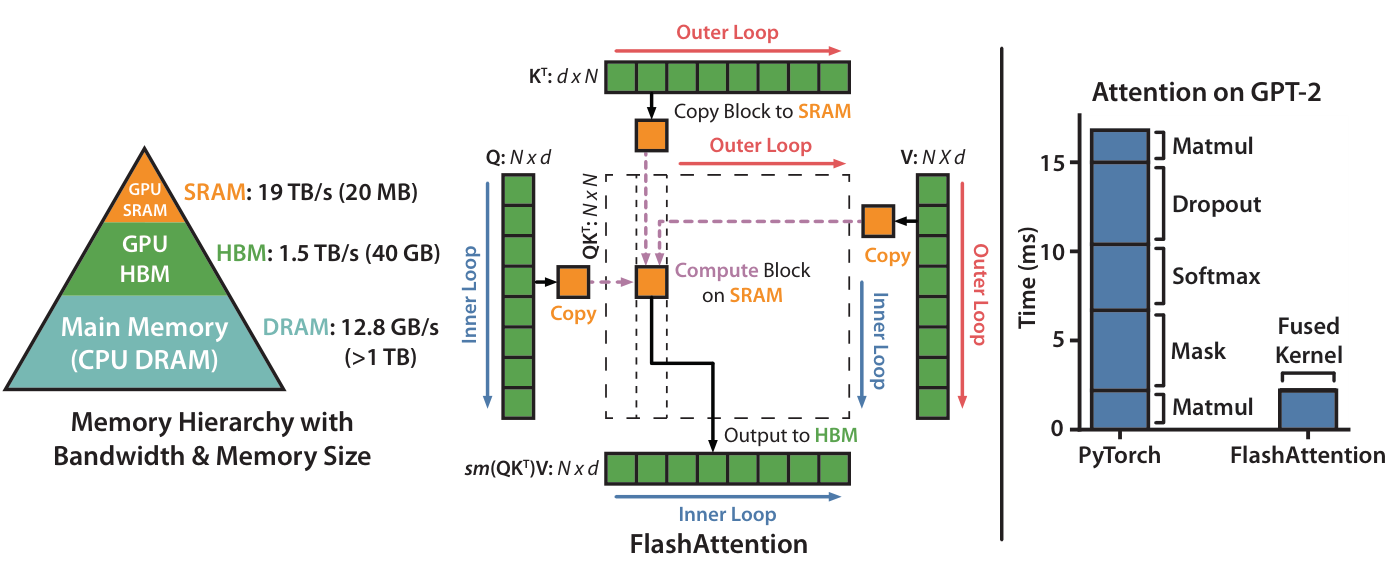 GPU
SRAM
GPU
HBM
Main Memory
(CPU DRAM)
SRAM: 19 TB/s (20 MB)
HBM: 1.5 TB/s (40 GB)
DRAM: 12.8 GB/s
(>1 TB)
Memory Hierarchy with
Bandwidth & Memory Size
Outer Loop
Kᵀ: d x N
Copy Block to SRAM
Outer Loop
Q: N x d
V: N X d
QKᵀ: N x N
Inner Loop
Copy
Compute Block
on SRAM
Copy
Inner Loop
Outer Loop
Output to HBM
sm(QKᵀ)V: N x d
Inner Loop
FlashAttention
Attention on GPT-2
Time (ms)
15
10
5
0
Matmul
Dropout
Softmax
Mask
Matmul
Fused
Kernel
PyTorch
FlashAttention